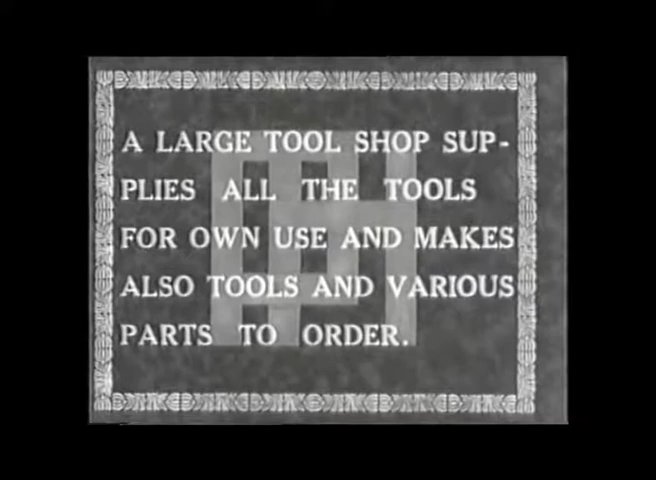 A LARGE TOOL SHOP SUP-
PLIES ALL THE TOOLS
FOR OWN USE AND MAKES
ALSO TOOLS AND VARIOUS
PARTS TO ORDER.